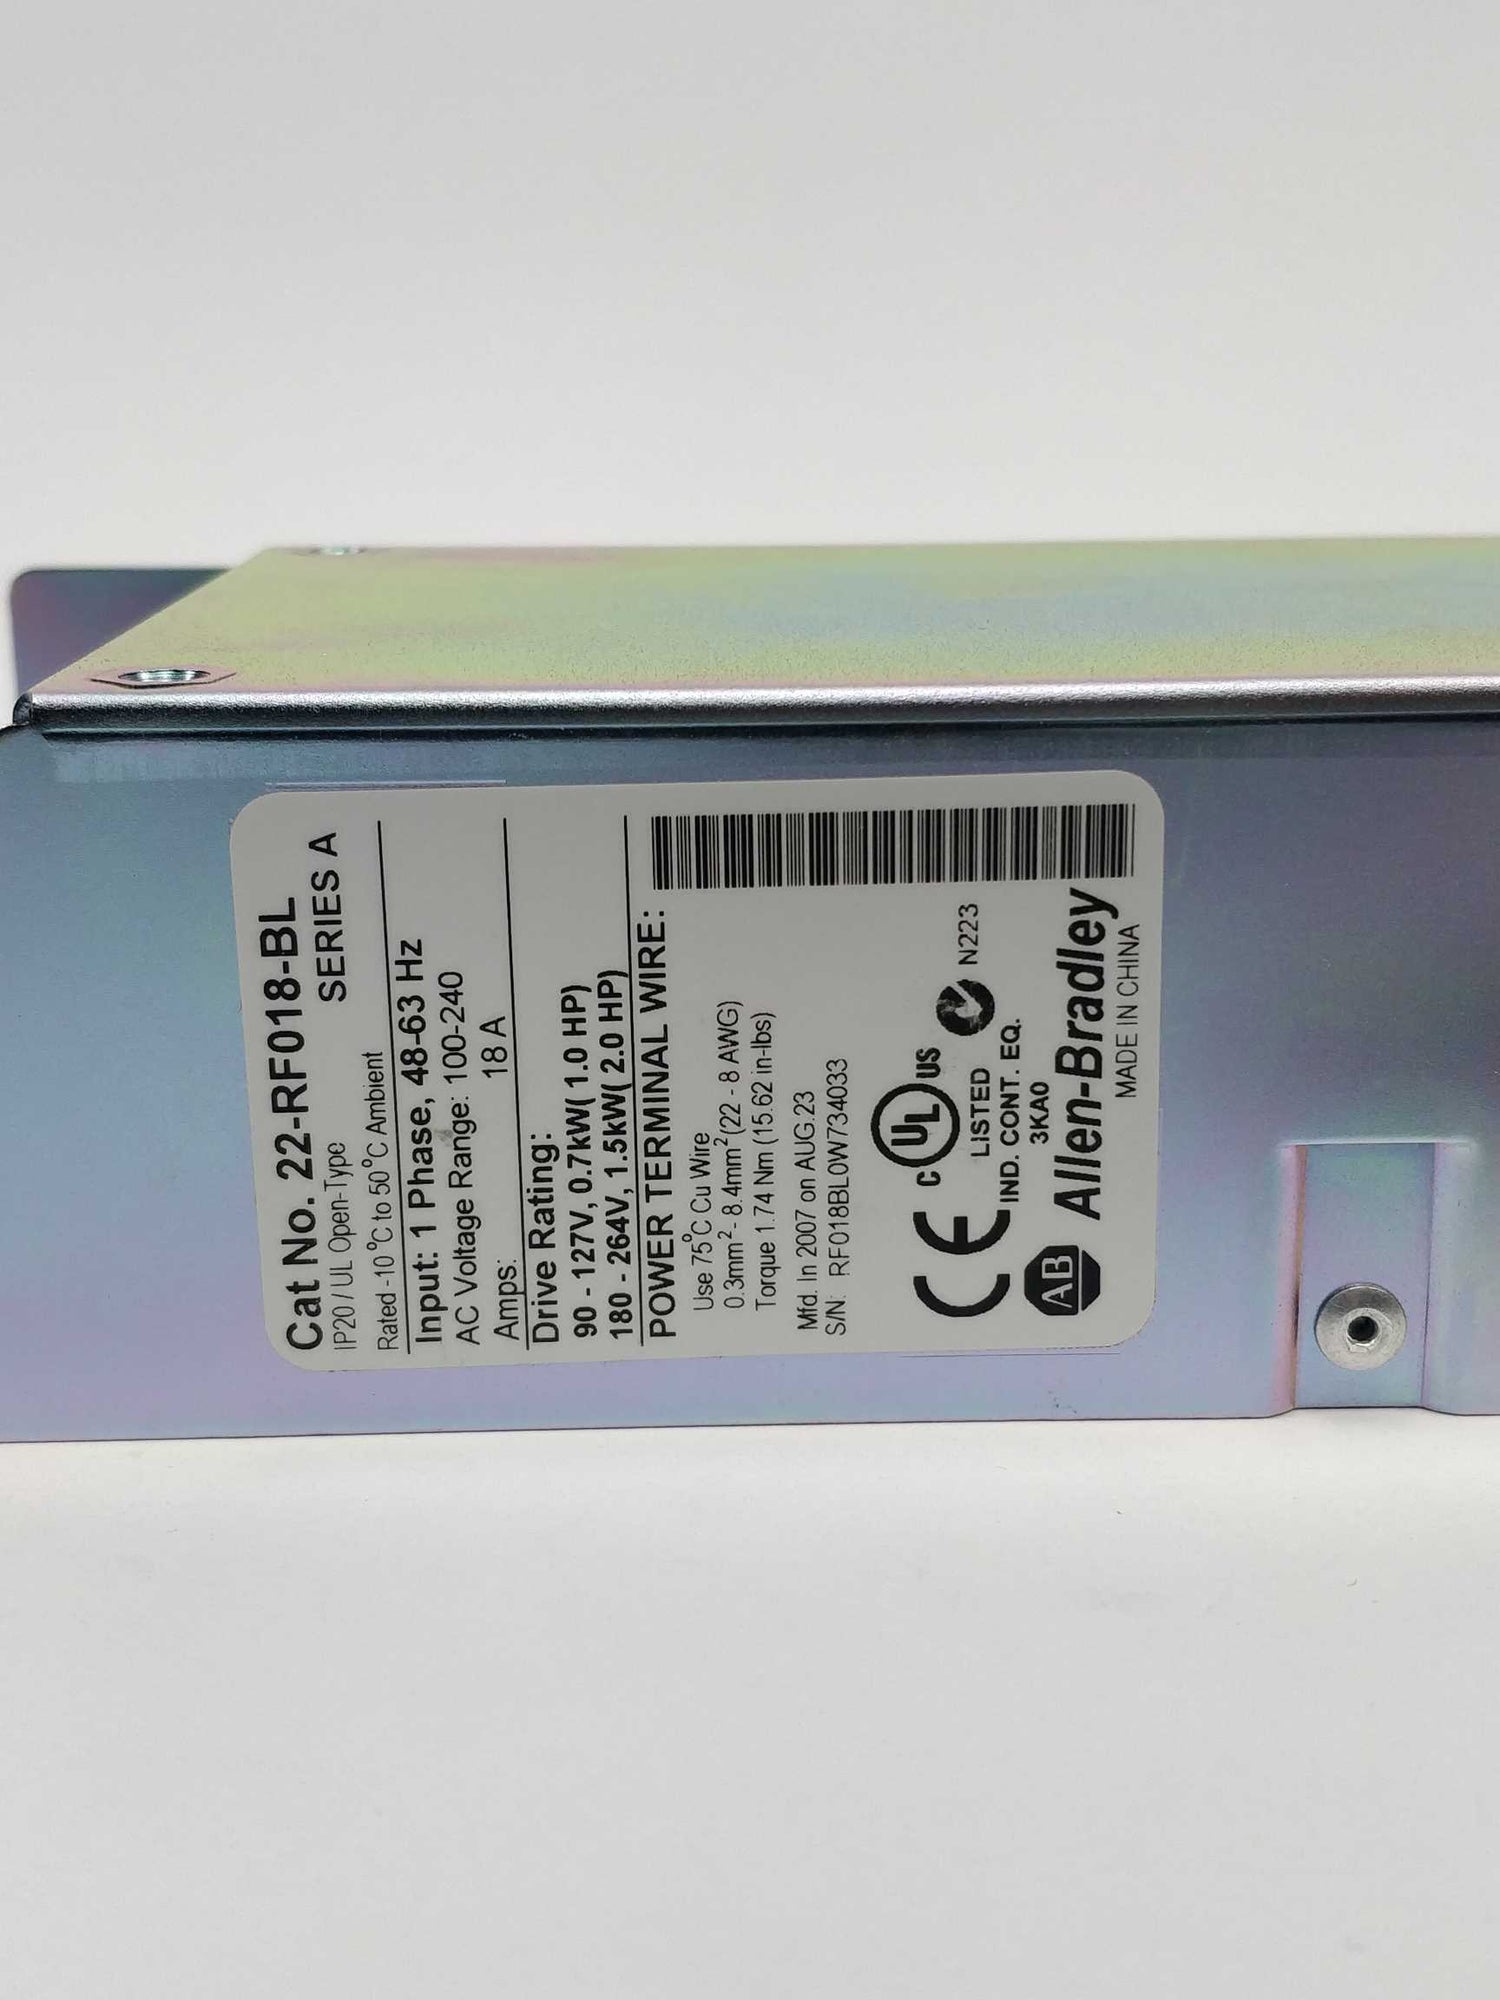 Cat No. 22-RF018-BL
IP20 / UL Open-Type SERIES A
Rated -10°C to 50°C Ambient
Input: 1 Phase, 48-63 Hz
AC Voltage Range: 100-240
Amps: 18 A
Drive Rating:
90 - 127V, 0.7kW( 1.0 HP)
180 - 264V, 1.5kW( 2.0 HP)
POWER TERMINAL WIRE:
Use 75°C Cu Wire
0.3mm² - 8.4mm² (22 - 8 AWG)
Torque 1.74 Nm (15.62 in-lbs)
Mfd. In 2007 on AUG.23
S/N: RF018BL0W734033
CE C UL US N223
LISTED
IND. CONT. EQ.
3KA0
AB Allen-Bradley
MADE IN CHINA